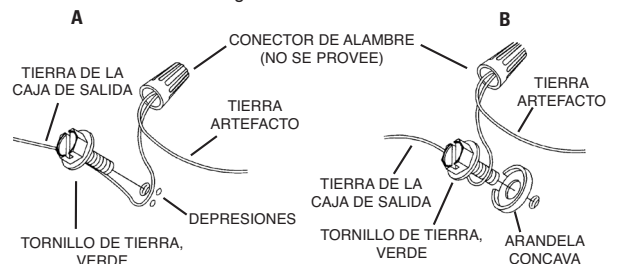 A
B
CONECTOR DE ALAMBRE
(NO SE PROVEE)
TIERRA DE LA
CAJA DE SALIDA
TIERRA
ARTEFACTO
TIERRA
ARTEFACTO
DEPRESIONES
TIERRA DE LA
CAJA DE SALIDA
TORNILLO DE TIERRA,
VERDE
TORNILLO DE TIERRA,
VERDE
ARANDELA
CONCAVA